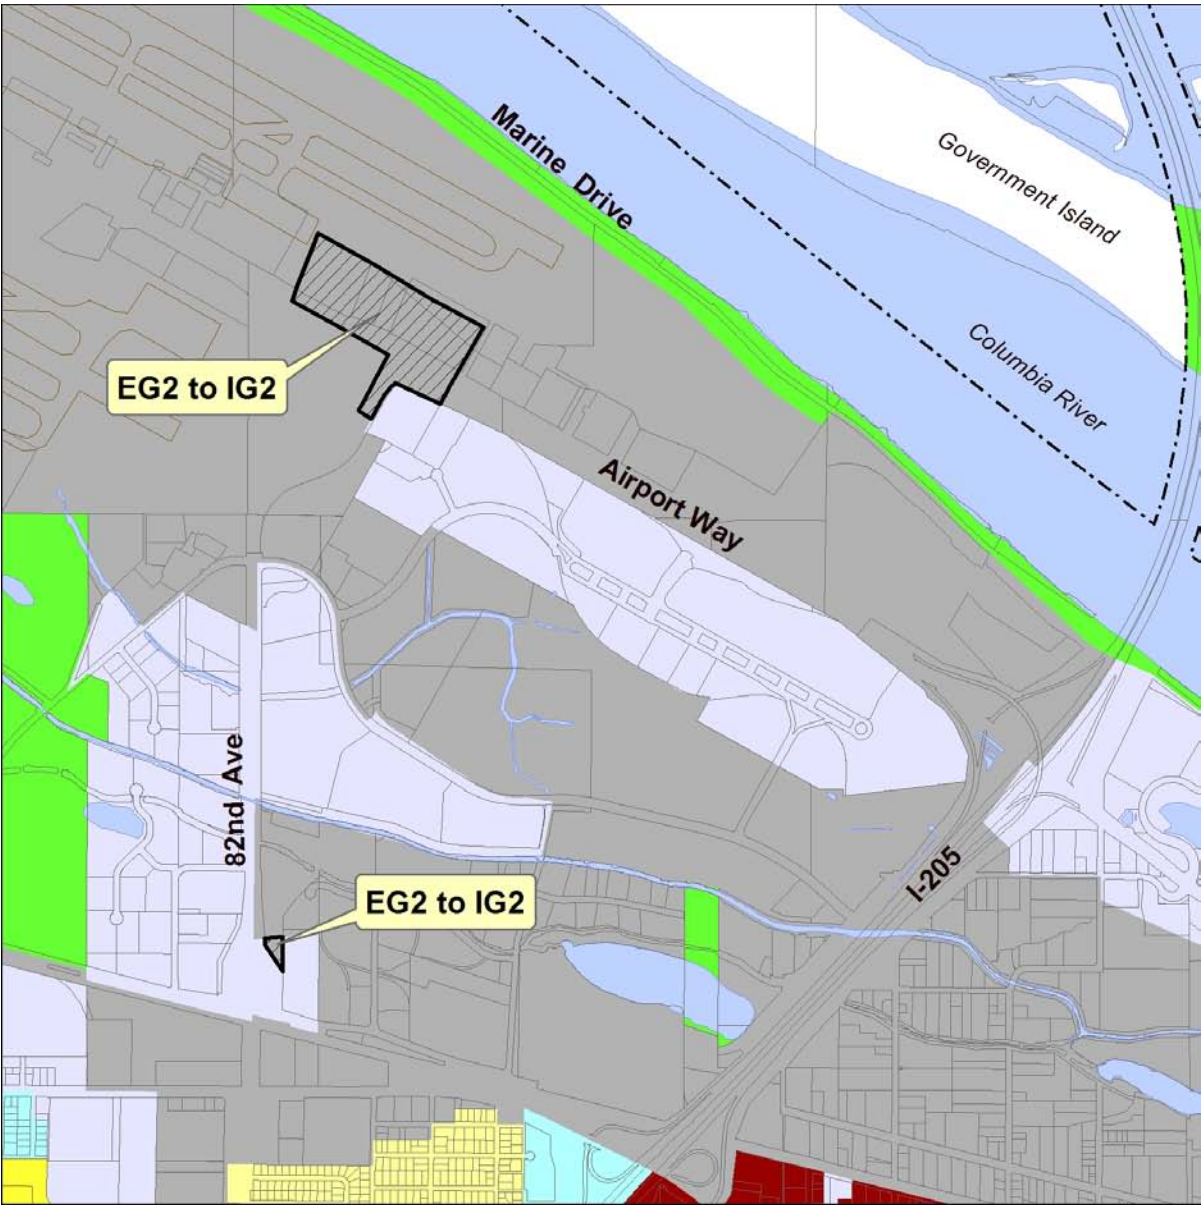 Marine Drive
Government Island
Columbia River
EG2 to IG2
Airport Way
82nd Ave
I-205
EG2 to IG2